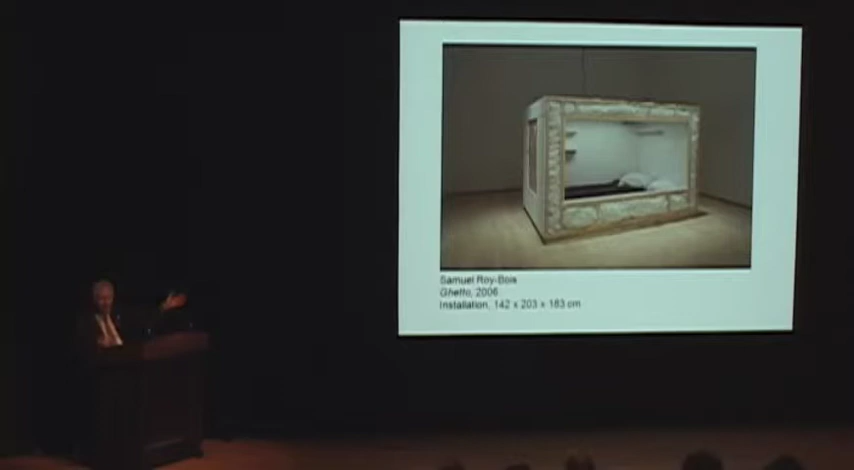 Samuel Roy-Bois
Ghetto, 2006
Installation, 142 x 203 x 183 cm